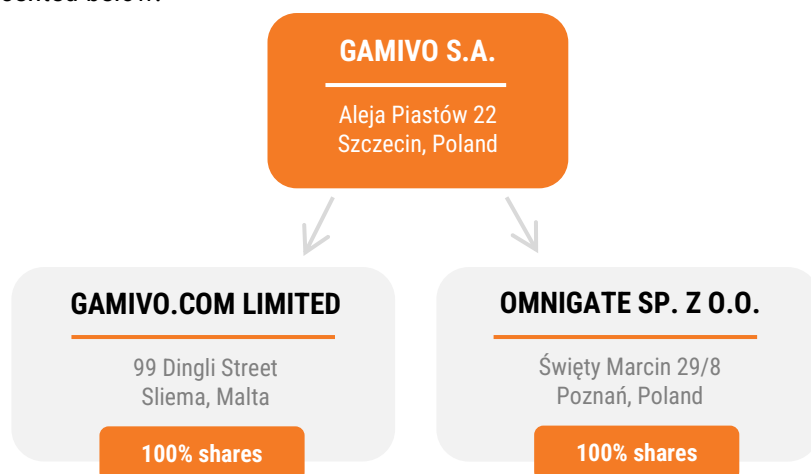 GAMIVO S.A.
Aleja Piastów 22
Szczecin, Poland
GAMIVO.COM LIMITED
99 Dingli Street
Sliema, Malta
100% shares
OMNIGATE SP. Z O.O.
Święty Marcin 29/8
Poznań, Poland
100% shares